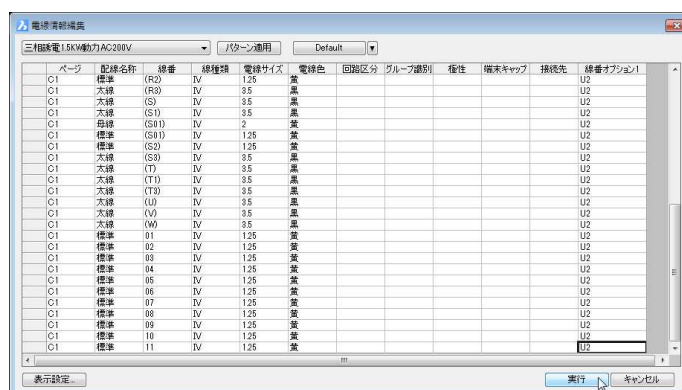 電線情報編集
三相誘電1.5KW動力AC200V パターン適用 Default
ページ 配線名称 線番 線種類 電線サイズ 電線色 回路区分 グループ識別 極性 端末キャップ 接続先 線番オプション1
C1 標準 (R2) IV 1.25 黄 U2
C1 太線 (R3) IV 3.5 黒 U2
C1 太線 (S) IV 3.5 黒 U2
C1 太線 (S1) IV 3.5 黒 U2
C1 母線 (S01) IV 2 黄 U2
C1 標準 (S01) IV 1.25 黄 U2
C1 標準 (S2) IV 1.25 黄 U2
C1 太線 (S3) IV 3.5 黒 U2
C1 太線 (T) IV 3.5 黒 U2
C1 太線 (T1) IV 3.5 黒 U2
C1 太線 (T3) IV 3.5 黒 U2
C1 太線 (U) IV 3.5 黒 U2
C1 太線 (V) IV 3.5 黒 U2
C1 太線 (W) IV 3.5 黒 U2
C1 標準 01 IV 1.25 黄 U2
C1 標準 02 IV 1.25 黄 U2
C1 標準 03 IV 1.25 黄 U2
C1 標準 04 IV 1.25 黄 U2
C1 標準 05 IV 1.25 黄 U2
C1 標準 06 IV 1.25 黄 U2
C1 標準 07 IV 1.25 黄 U2
C1 標準 08 IV 1.25 黄 U2
C1 標準 09 IV 1.25 黄 U2
C1 標準 10 IV 1.25 黄 U2
C1 標準 11 IV 1.25 黄 U2
表示設定... 実行 キャンセル